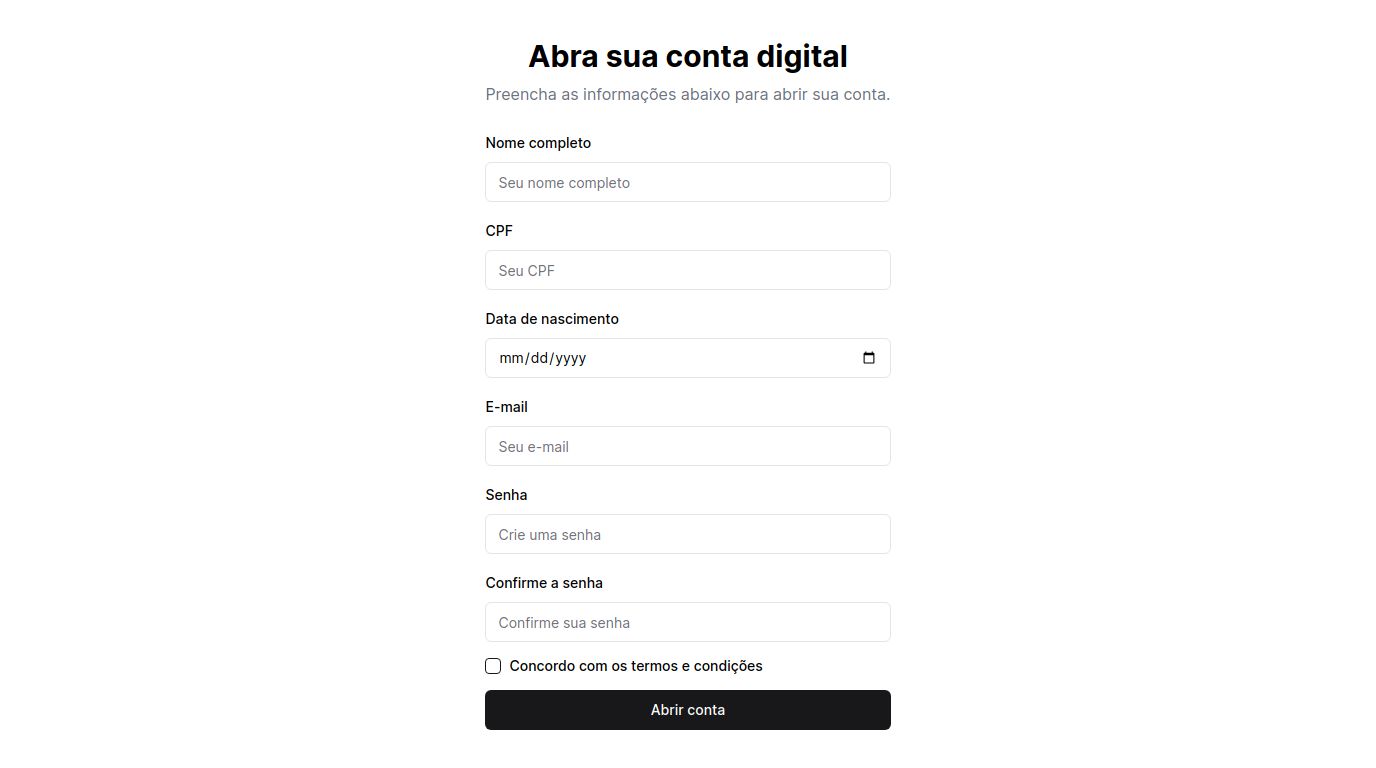 Abra sua conta digital
Preencha as informações abaixo para abrir sua conta.
Nome completo
Seu nome completo
CPF
Seu CPF
Data de nascimento
mm/dd/yyyy
E-mail
Seu e-mail
Senha
Crie uma senha
Confirme a senha
Confirme sua senha
Concordo com os termos e condições
Abrir conta